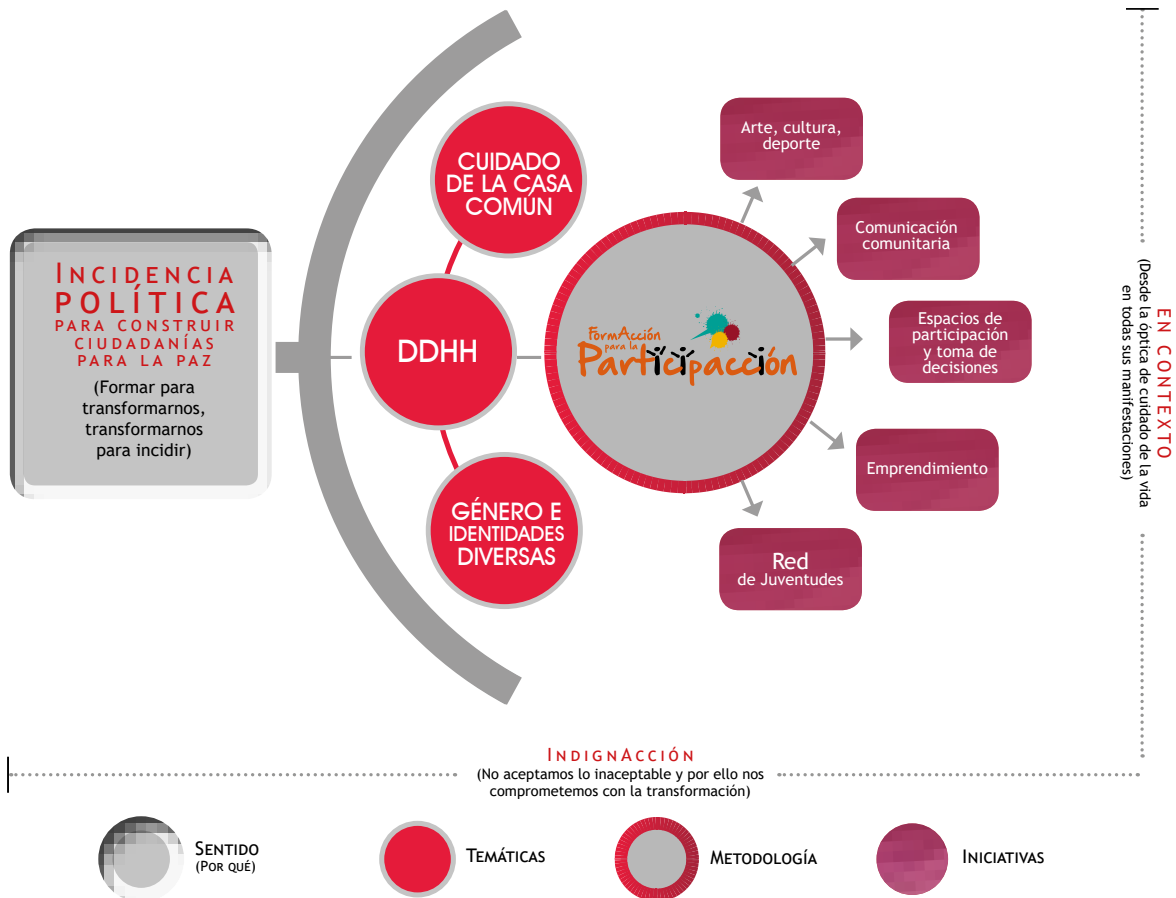 INCIDENCIA
POLÍTICA
PARA CONSTRUIR
CIUDADANÍAS
PARA LA PAZ
(Formar para
transformarnos,
transformarnos
para incidir)
CUIDADO
DE LA CASA
COMÚN
DDHH
GÉNERO E
IDENTIDADES
DIVERSAS
FormAcción
para la
Participacción
Arte, cultura,
deporte
Comunicación
comunitaria
Espacios de
participación
y toma de
decisiones
Emprendimiento
Red
de Juventudes
EN CONTEXTO
(Desde la óptica de cuidado de la vida
en todas sus manifestaciones)
INDIGNACCIÓN
(No aceptamos lo inaceptable y por ello nos
comprometemos con la transformación)
SENTIDO
(POR QUÉ)
TEMÁTICAS
METODOLOGÍA
INICIATIVAS